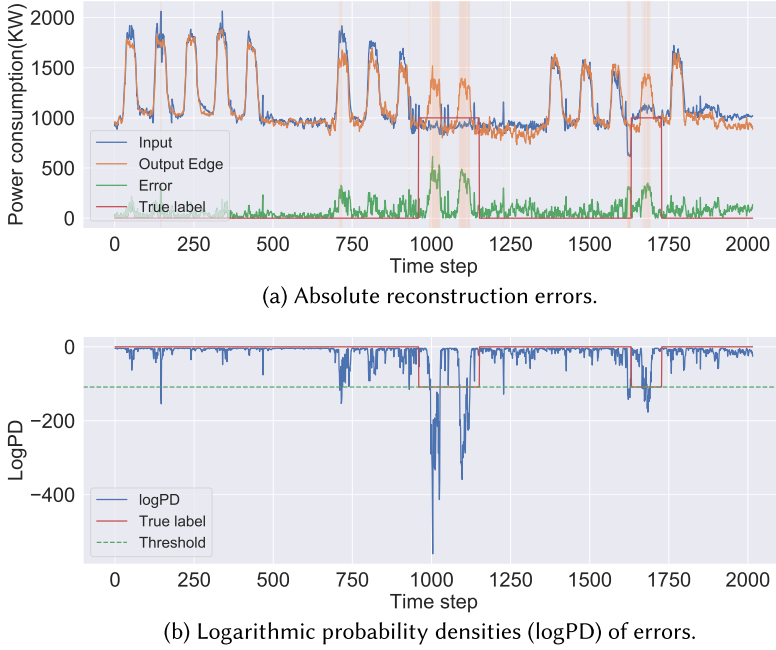 2000
1500
1000
500
0
Power consumption(KW)
Input
Output Edge
Error
True label
0 250 500 750 1000 1250 1500 1750 2000
Time step
(a) Absolute reconstruction errors.
0
−200
−400
LogPD
logPD
True label
Threshold
0 250 500 750 1000 1250 1500 1750 2000
Time step
(b) Logarithmic probability densities (logPD) of errors.